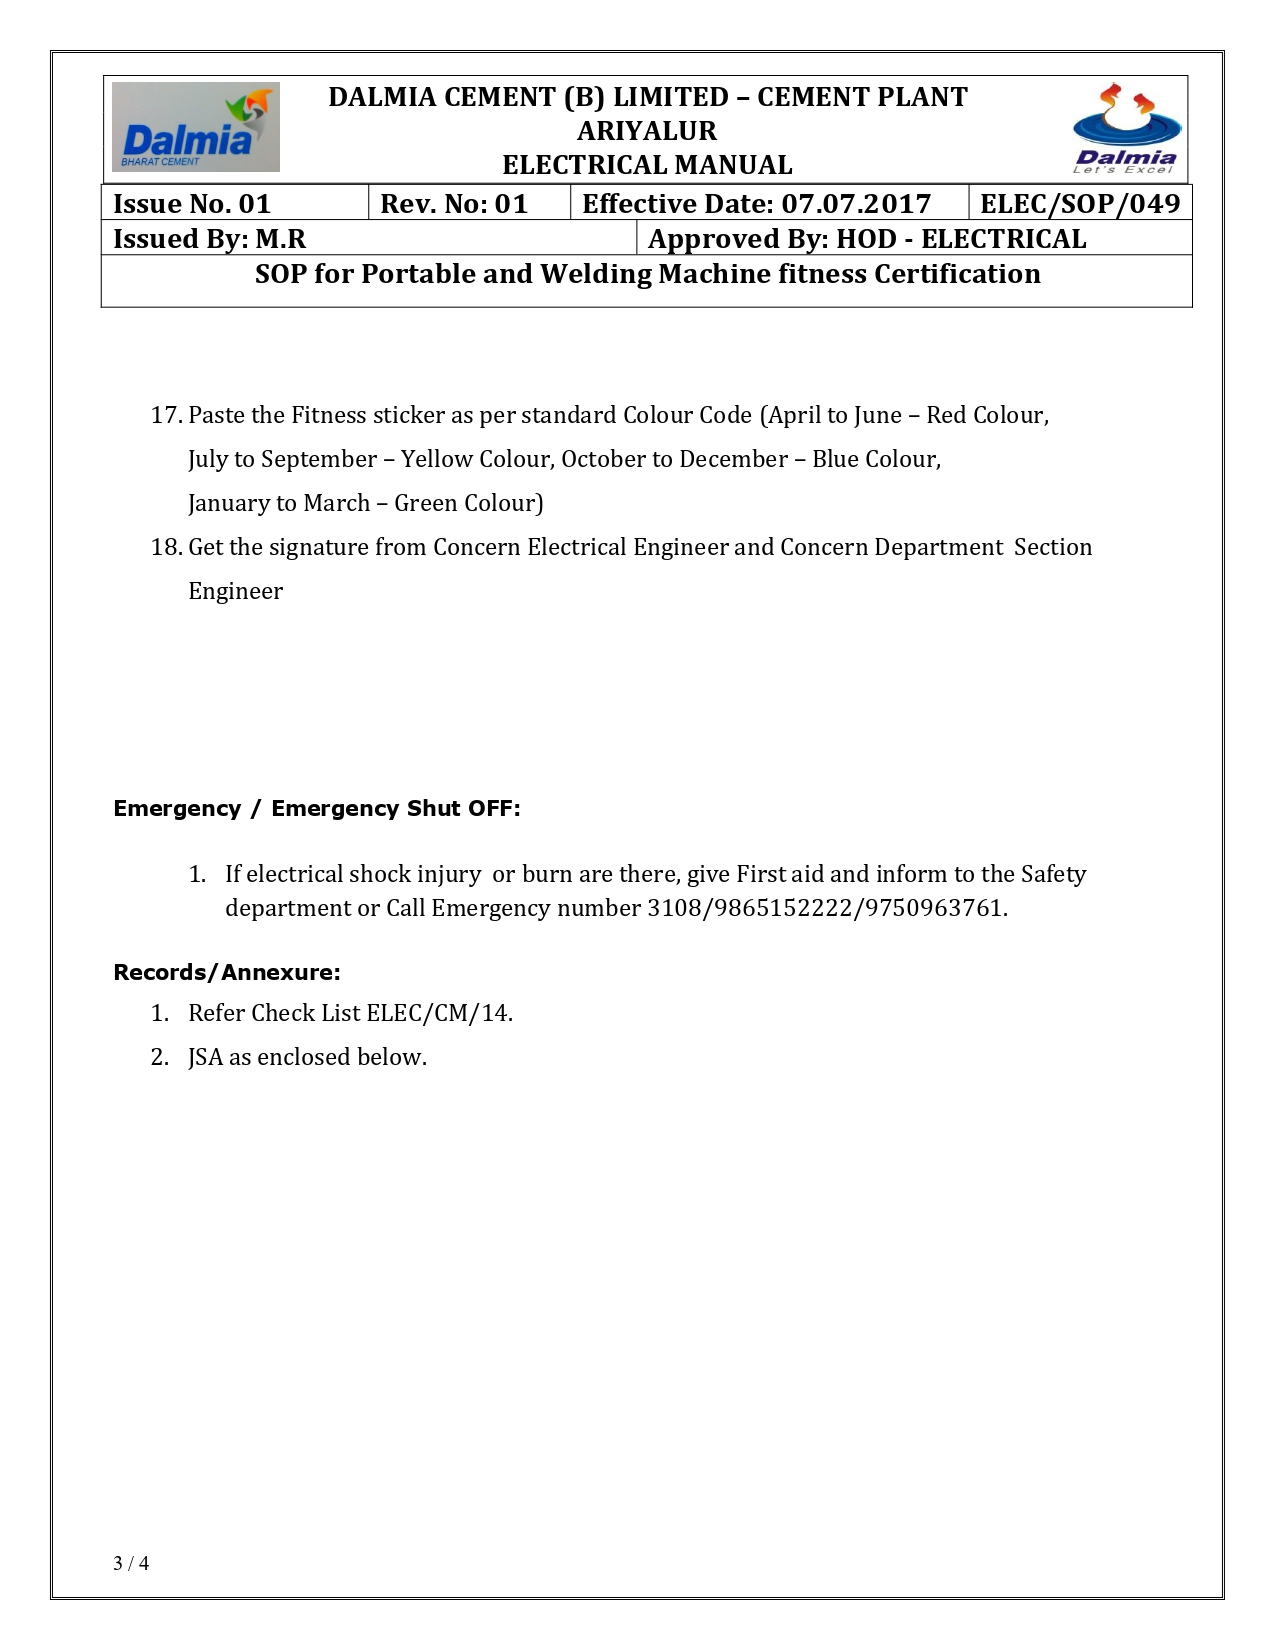 Dalmia
BHARAT CEMENT
DALMIA CEMENT (B) LIMITED – CEMENT PLANT
ARIYALUR
ELECTRICAL MANUAL
Dalmia
Let's Excel
Issue No. 01 Rev. No: 01 Effective Date: 07.07.2017 ELEC/SOP/049
Issued By: M.R Approved By: HOD - ELECTRICAL
SOP for Portable and Welding Machine fitness Certification
17. Paste the Fitness sticker as per standard Colour Code (April to June – Red Colour,
July to September – Yellow Colour, October to December – Blue Colour,
January to March – Green Colour)
18. Get the signature from Concern Electrical Engineer and Concern Department Section
Engineer
Emergency / Emergency Shut OFF:
1. If electrical shock injury or burn are there, give First aid and inform to the Safety
department or Call Emergency number 3108/9865152222/9750963761.
Records/Annexure:
1. Refer Check List ELEC/CM/14.
2. JSA as enclosed below.
3 / 4